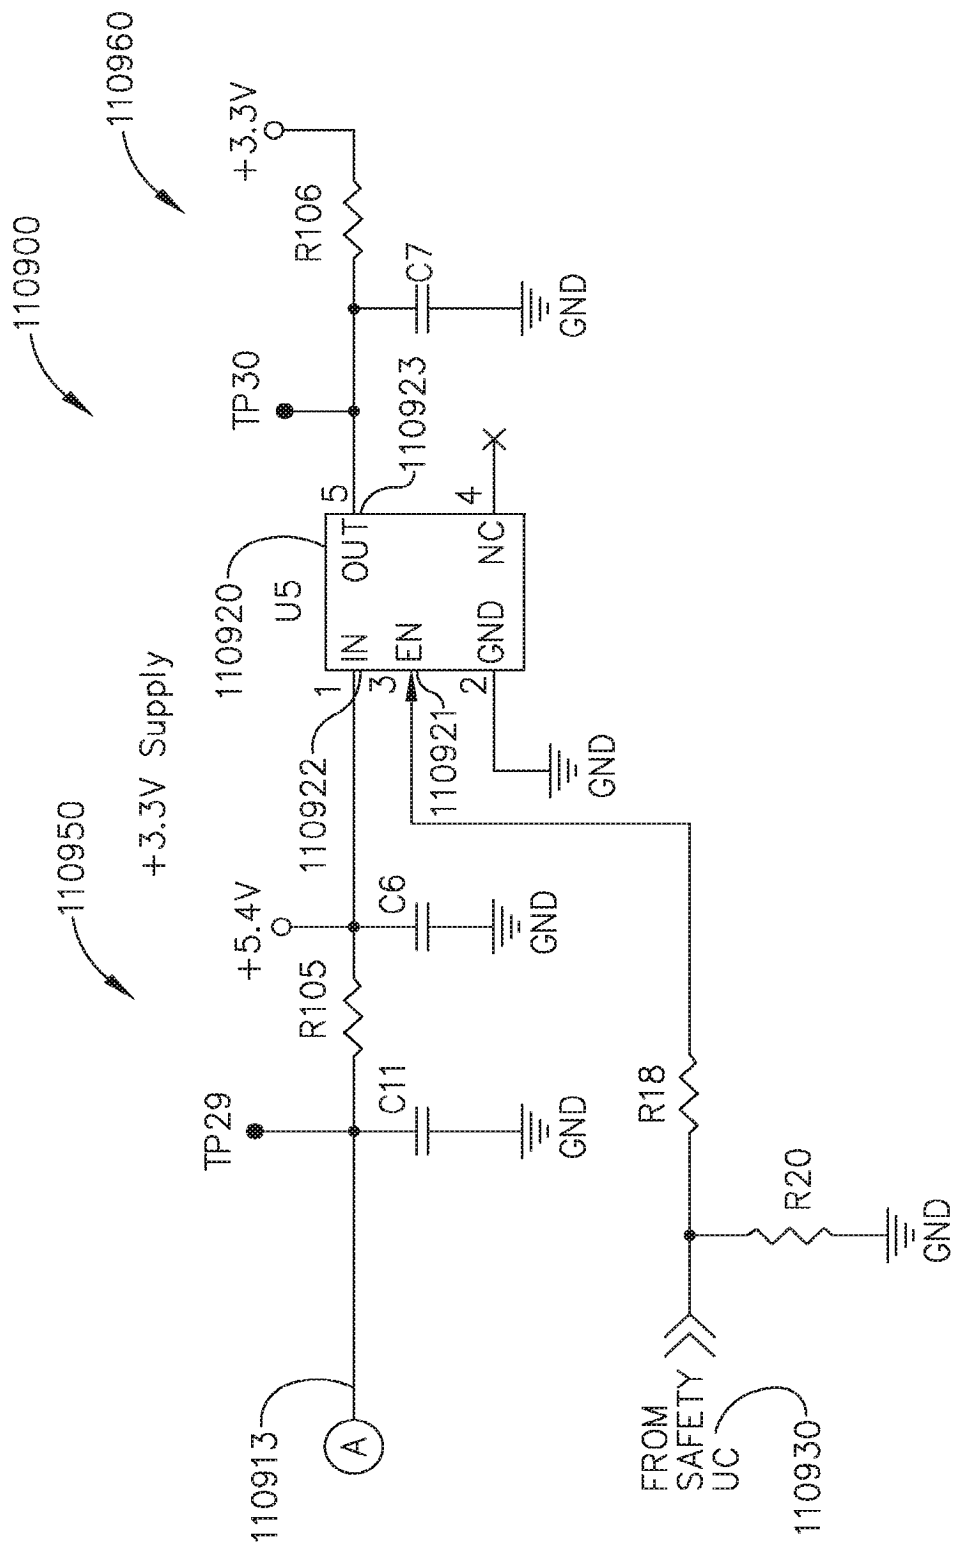 110900
110960
110950
+3.3V Supply
+3.3V
R106
TP30
C7
GND
110923
5
OUT
4
NC
110920
U5
IN
1
EN
3
GND
2
110922
110921
GND
+5.4V
C6
GND
R105
TP29
C11
GND
110913
A
R18
R20
GND
FROM
SAFETY
UC
110930